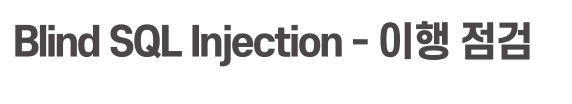 Blind SQL Injection - 이행 점검